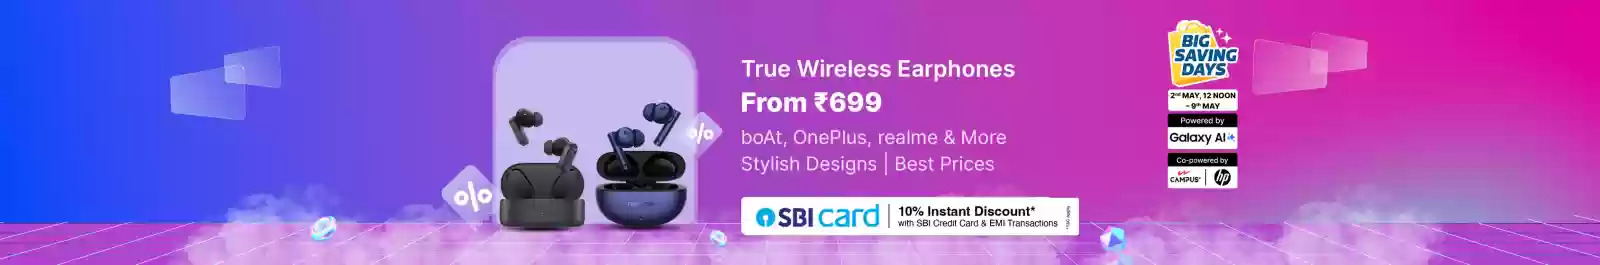 True Wireless Earphones
From ₹699
boAt, OnePlus, realme & More
Stylish Designs | Best Prices
SBI card
10% Instant Discount*
with SBI Credit Card & EMI Transactions
%
%
BIG
SAVING
DAYS
2nd MAY, 12 NOON
- 9th MAY
Powered by
Galaxy AI
Co-powered by
CAMPUS
hp